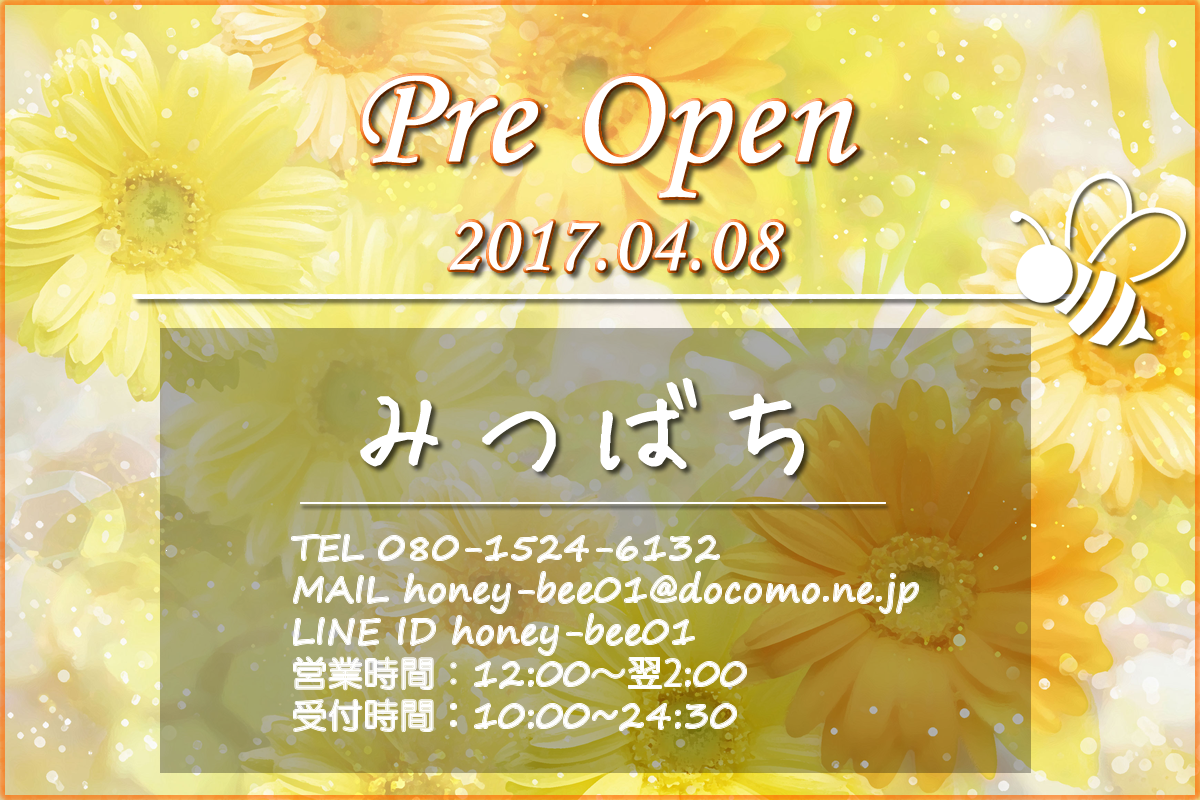 Pre Open
2017.04.08
みつばち
TEL 080-1524-6132
MAIL honey-bee01@docomo.ne.jp
LINE ID honey-bee01
営業時間：12:00〜翌2:00
受付時間：10:00~24:30